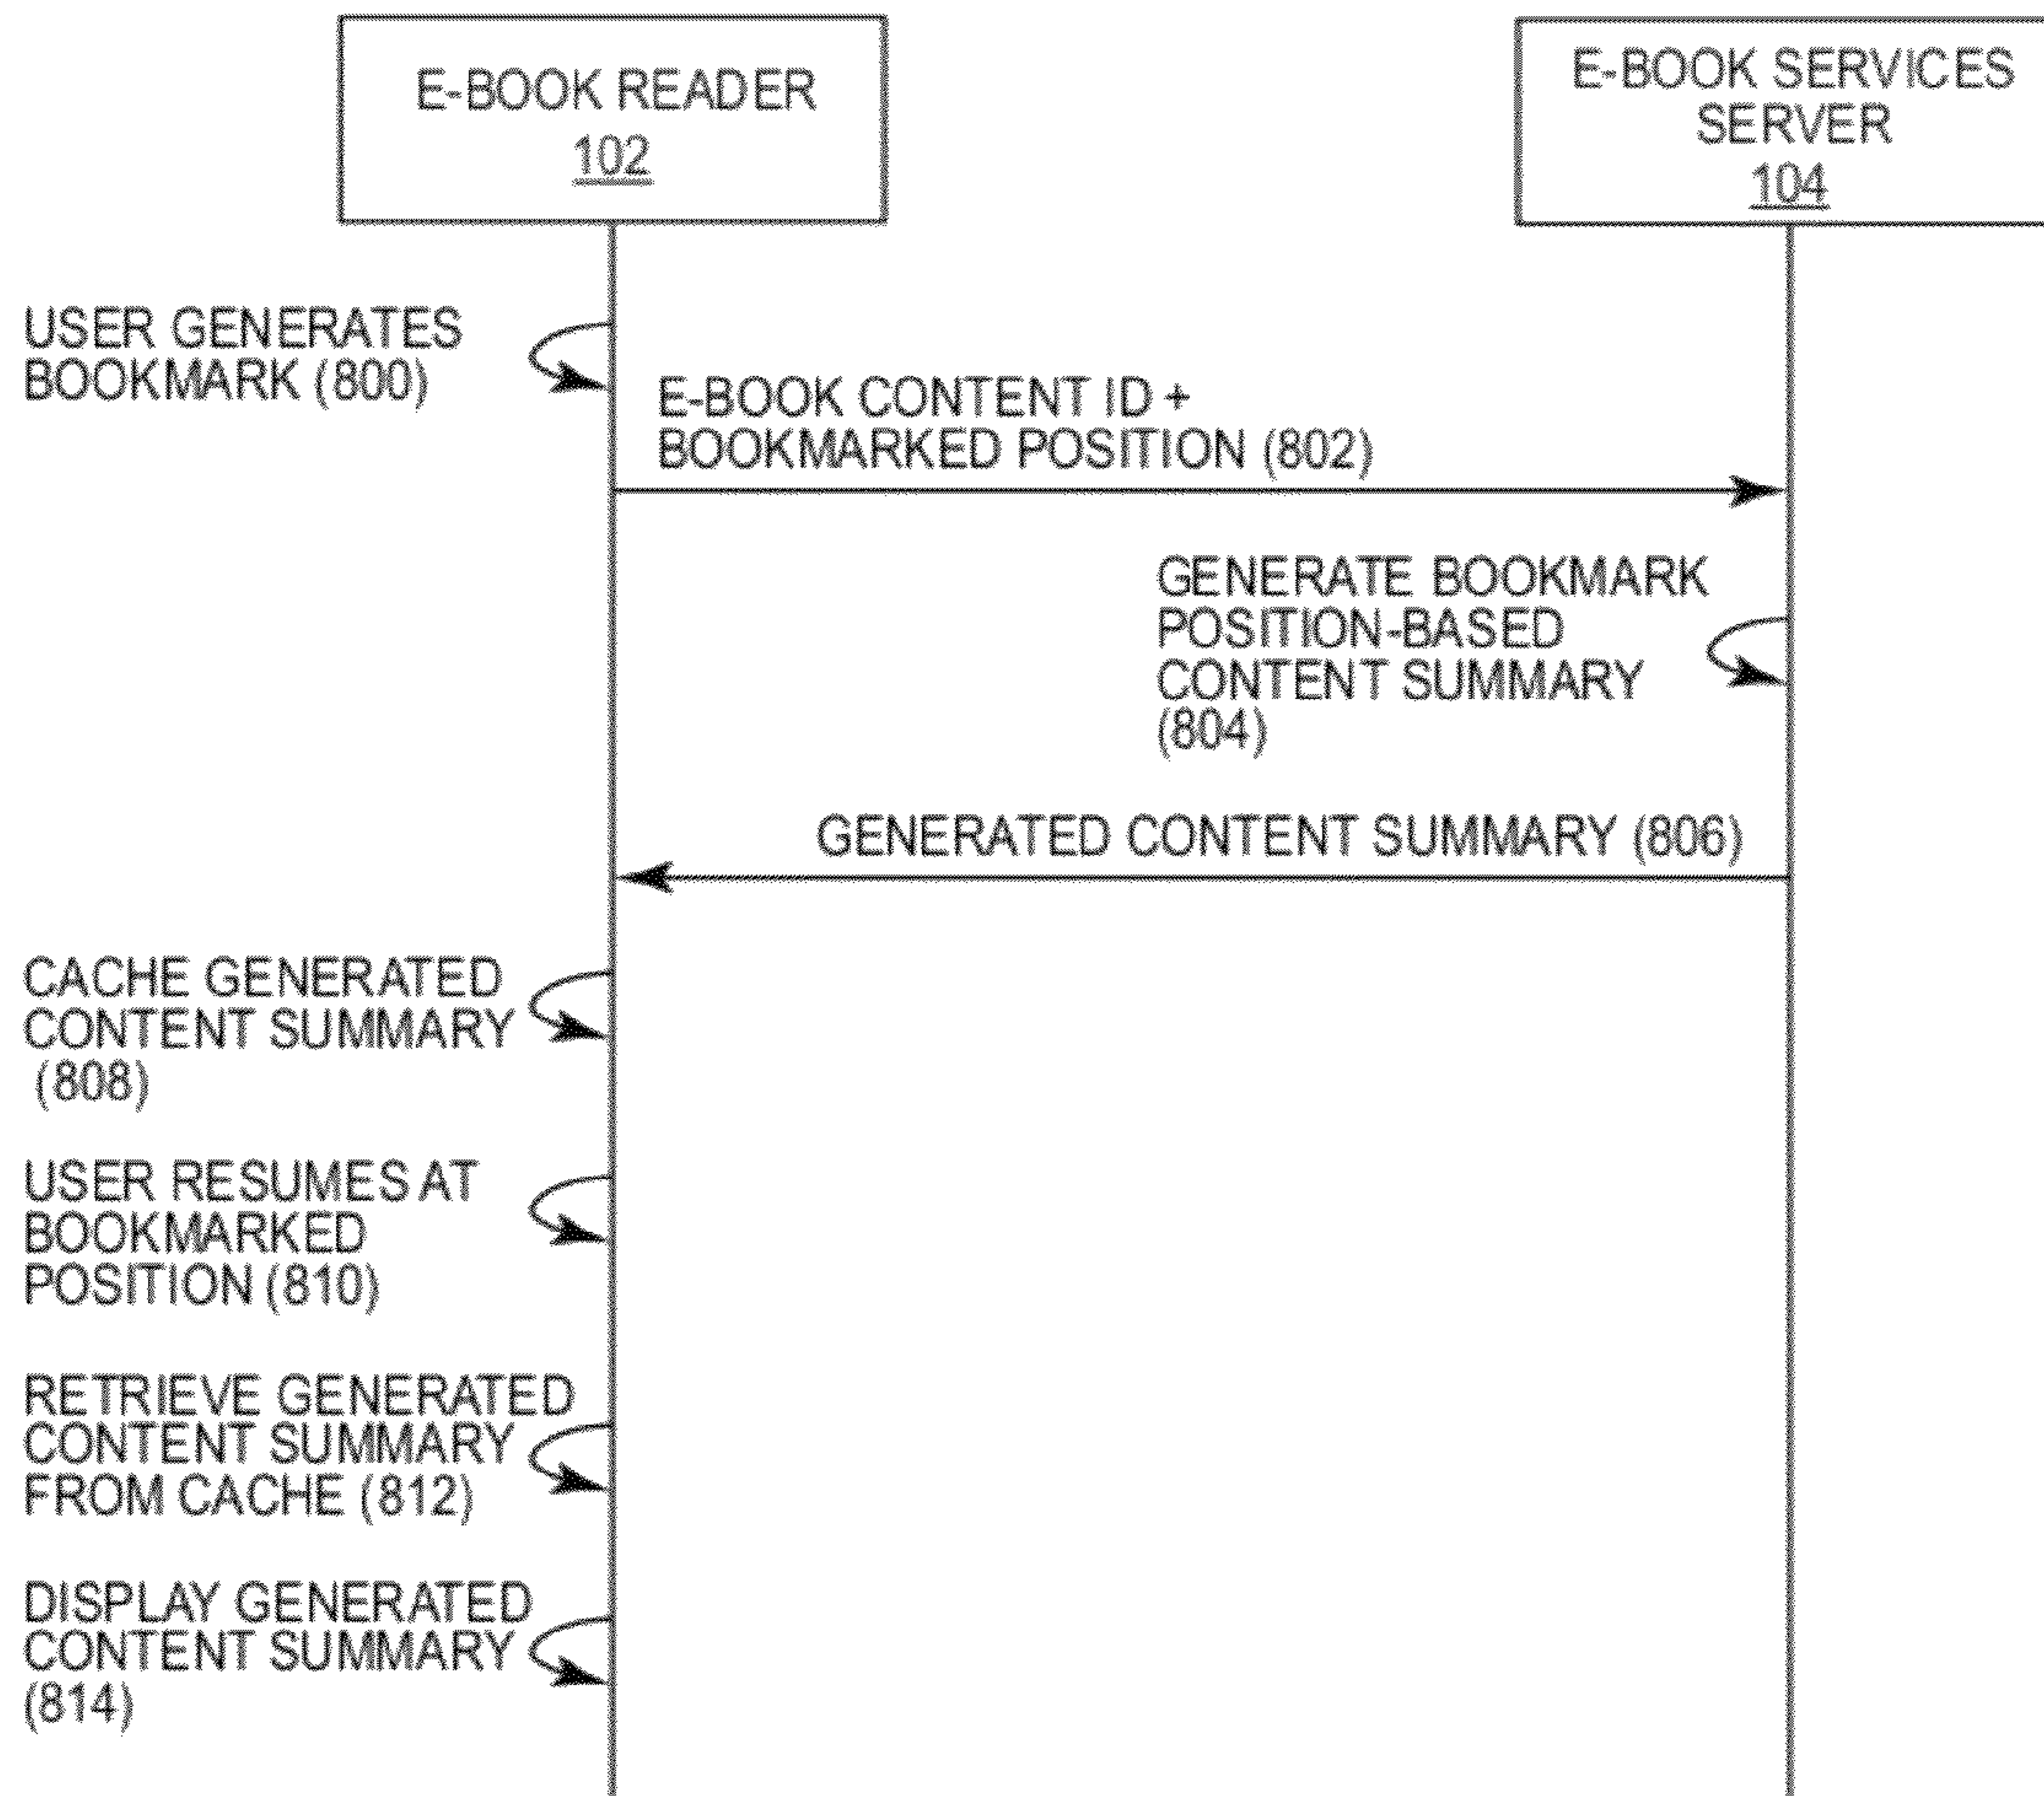 E-BOOK READER
102
E-BOOK SERVICES
SERVER
104
USER GENERATES
BOOKMARK (800)
E-BOOK CONTENT ID +
BOOKMARKED POSITION (802)
GENERATE BOOKMARK
POSITION-BASED
CONTENT SUMMARY
(804)
GENERATED CONTENT SUMMARY (806)
CACHE GENERATED
CONTENT SUMMARY
(808)
USER RESUMES AT
BOOKMARKED
POSITION (810)
RETRIEVE GENERATED
CONTENT SUMMARY
FROM CACHE (812)
DISPLAY GENERATED
CONTENT SUMMARY
(814)